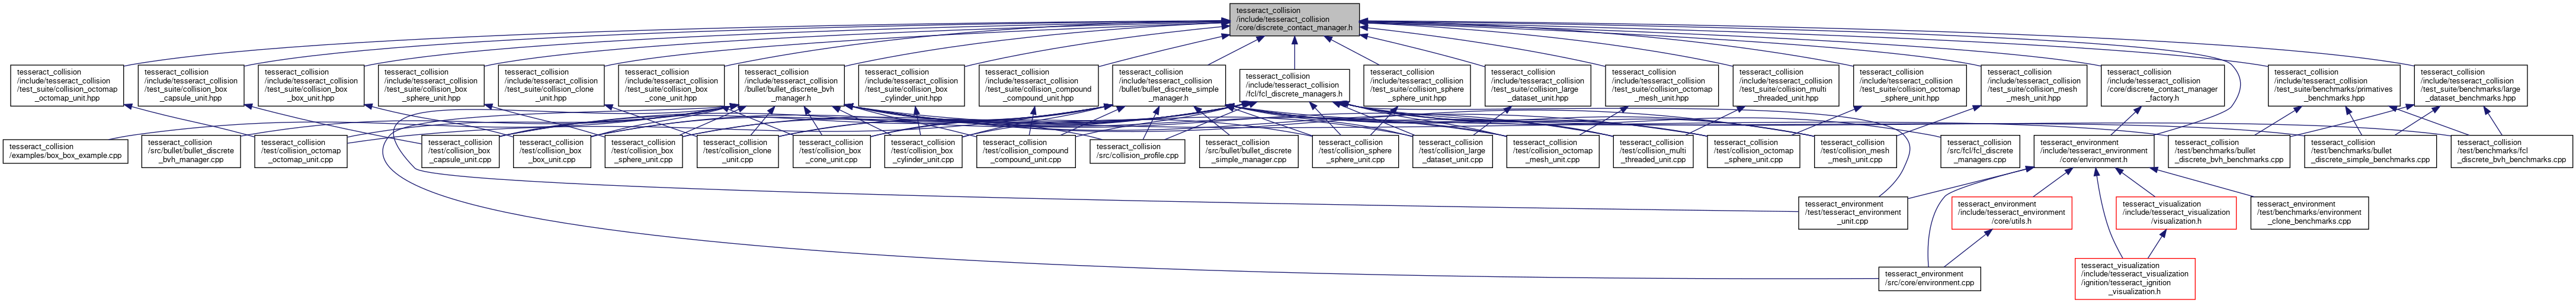 tesseract_collision
/include/tesseract_collision
/core/discrete_contact_manager.h
tesseract_collision
/include/tesseract_collision
/test_suite/collision_octomap
_octomap_unit.hpp
tesseract_collision
/include/tesseract_collision
/test_suite/collision_box
_capsule_unit.hpp
tesseract_collision
/include/tesseract_collision
/test_suite/collision_box
_box_unit.hpp
tesseract_collision
/include/tesseract_collision
/test_suite/collision_box
_sphere_unit.hpp
tesseract_collision
/include/tesseract_collision
/test_suite/collision_clone
_unit.hpp
tesseract_collision
/include/tesseract_collision
/test_suite/collision_box
_cone_unit.hpp
tesseract_collision
/include/tesseract_collision
/bullet/bullet_discrete_bvh
_manager.h
tesseract_collision
/include/tesseract_collision
/test_suite/collision_box
_cylinder_unit.hpp
tesseract_collision
/include/tesseract_collision
/test_suite/collision_compound
_compound_unit.hpp
tesseract_collision
/include/tesseract_collision
/bullet/bullet_discrete_simple
_manager.h
tesseract_collision
/include/tesseract_collision
/fcl/fcl_discrete_managers.h
tesseract_collision
/include/tesseract_collision
/test_suite/collision_sphere
_sphere_unit.hpp
tesseract_collision
/include/tesseract_collision
/test_suite/collision_large
_dataset_unit.hpp
tesseract_collision
/include/tesseract_collision
/test_suite/collision_octomap
_mesh_unit.hpp
tesseract_collision
/include/tesseract_collision
/test_suite/collision_multi
_threaded_unit.hpp
tesseract_collision
/include/tesseract_collision
/test_suite/collision_octomap
_sphere_unit.hpp
tesseract_collision
/include/tesseract_collision
/test_suite/collision_mesh
_mesh_unit.hpp
tesseract_collision
/include/tesseract_collision
/core/discrete_contact_manager
_factory.h
tesseract_collision
/include/tesseract_collision
/test_suite/benchmarks/primatives
_benchmarks.hpp
tesseract_collision
/include/tesseract_collision
/test_suite/benchmarks/large
_dataset_benchmarks.hpp
tesseract_collision
/examples/box_box_example.cpp
tesseract_collision
/src/bullet/bullet_discrete
_bvh_manager.cpp
tesseract_collision
/test/collision_octomap
_octomap_unit.cpp
tesseract_collision
/test/collision_box
_capsule_unit.cpp
tesseract_collision
/test/collision_box
_box_unit.cpp
tesseract_collision
/test/collision_box
_sphere_unit.cpp
tesseract_collision
/test/collision_clone
_unit.cpp
tesseract_collision
/test/collision_box
_cone_unit.cpp
tesseract_collision
/test/collision_box
_cylinder_unit.cpp
tesseract_collision
/test/collision_compound
_compound_unit.cpp
tesseract_collision
/src/collision_profile.cpp
tesseract_collision
/src/bullet/bullet_discrete
_simple_manager.cpp
tesseract_collision
/test/collision_sphere
_sphere_unit.cpp
tesseract_collision
/test/collision_large
_dataset_unit.cpp
tesseract_collision
/test/collision_octomap
_mesh_unit.cpp
tesseract_collision
/test/collision_multi
_threaded_unit.cpp
tesseract_collision
/test/collision_octomap
_sphere_unit.cpp
tesseract_collision
/test/collision_mesh
_mesh_unit.cpp
tesseract_collision
/src/fcl/fcl_discrete
_managers.cpp
tesseract_environment
/include/tesseract_environment
/core/environment.h
tesseract_collision
/test/benchmarks/bullet
_discrete_bvh_benchmarks.cpp
tesseract_collision
/test/benchmarks/bullet
_discrete_simple_benchmarks.cpp
tesseract_collision
/test/benchmarks/fcl
_discrete_bvh_benchmarks.cpp
tesseract_environment
/test/tesseract_environment
_unit.cpp
tesseract_environment
/include/tesseract_environment
/core/utils.h
tesseract_visualization
/include/tesseract_visualization
/visualization.h
tesseract_environment
/test/benchmarks/environment
_clone_benchmarks.cpp
tesseract_environment
/src/core/environment.cpp
tesseract_visualization
/include/tesseract_visualization
/ignition/tesseract_ignition
_visualization.h